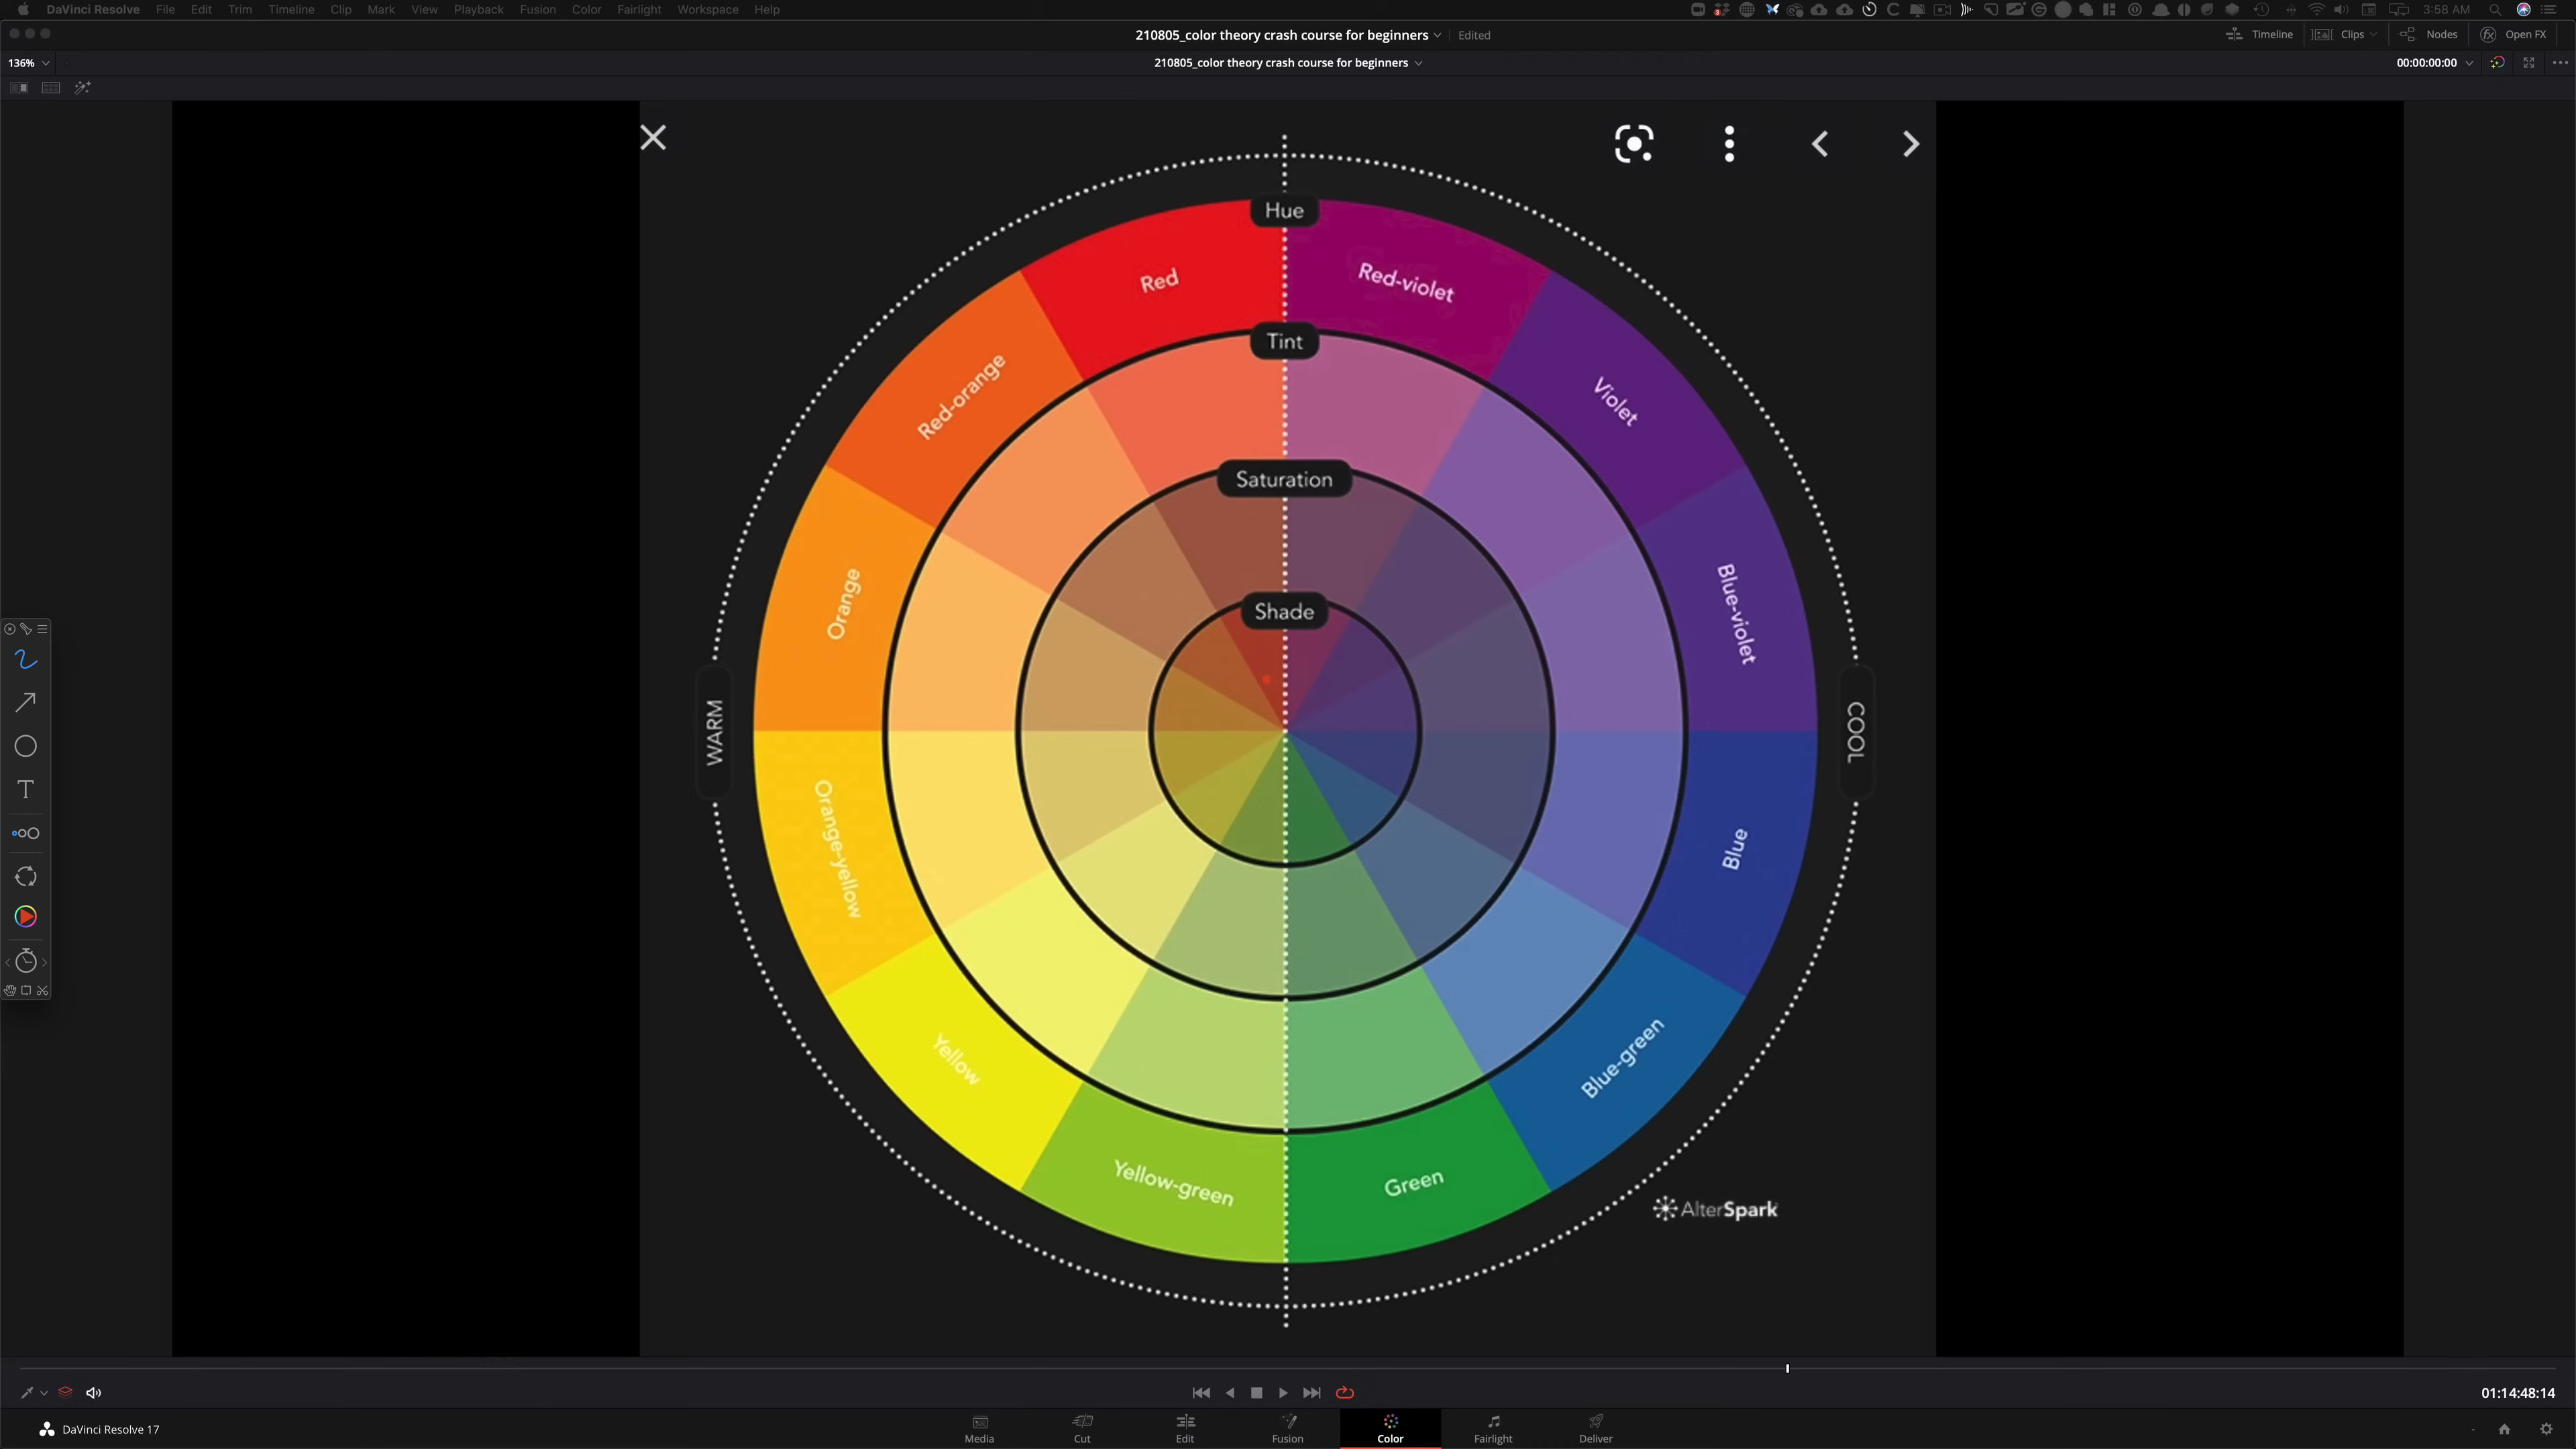 DaVinci Resolve File Edit Trim Timeline Clip Mark View Playback Fusion Color Fairlight Workspace Help 3:58 AM
210805_color theory crash course for beginners Edited Timeline Clips Nodes Open FX
136% 210805_color theory crash course for beginners 00:00:00:00
Hue
Red
Red-violet
Tint
Red-orange
Violet
Saturation
Orange
Blue-violet
Shade
WARM
COOL
Orange-yellow
Blue
Yellow
Blue-green
Yellow-green
Green
AlterSpark
01:14:48:14
DaVinci Resolve 17
Media Cut Edit Fusion Color Fairlight Deliver